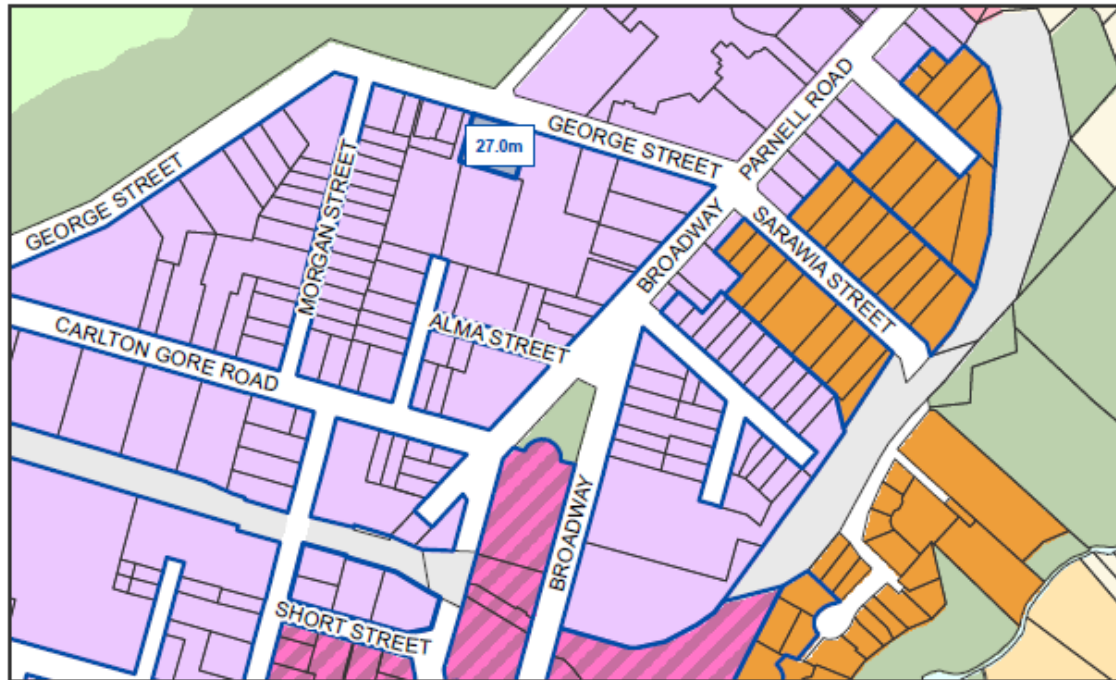 PARNELL ROAD
GEORGE STREET
27.0m
GEORGE STREET
MORGAN STREET
BROADWAY
SARAWIA STREET
ALMA STREET
CARLTON GORE ROAD
BROADWAY
SHORT STREET